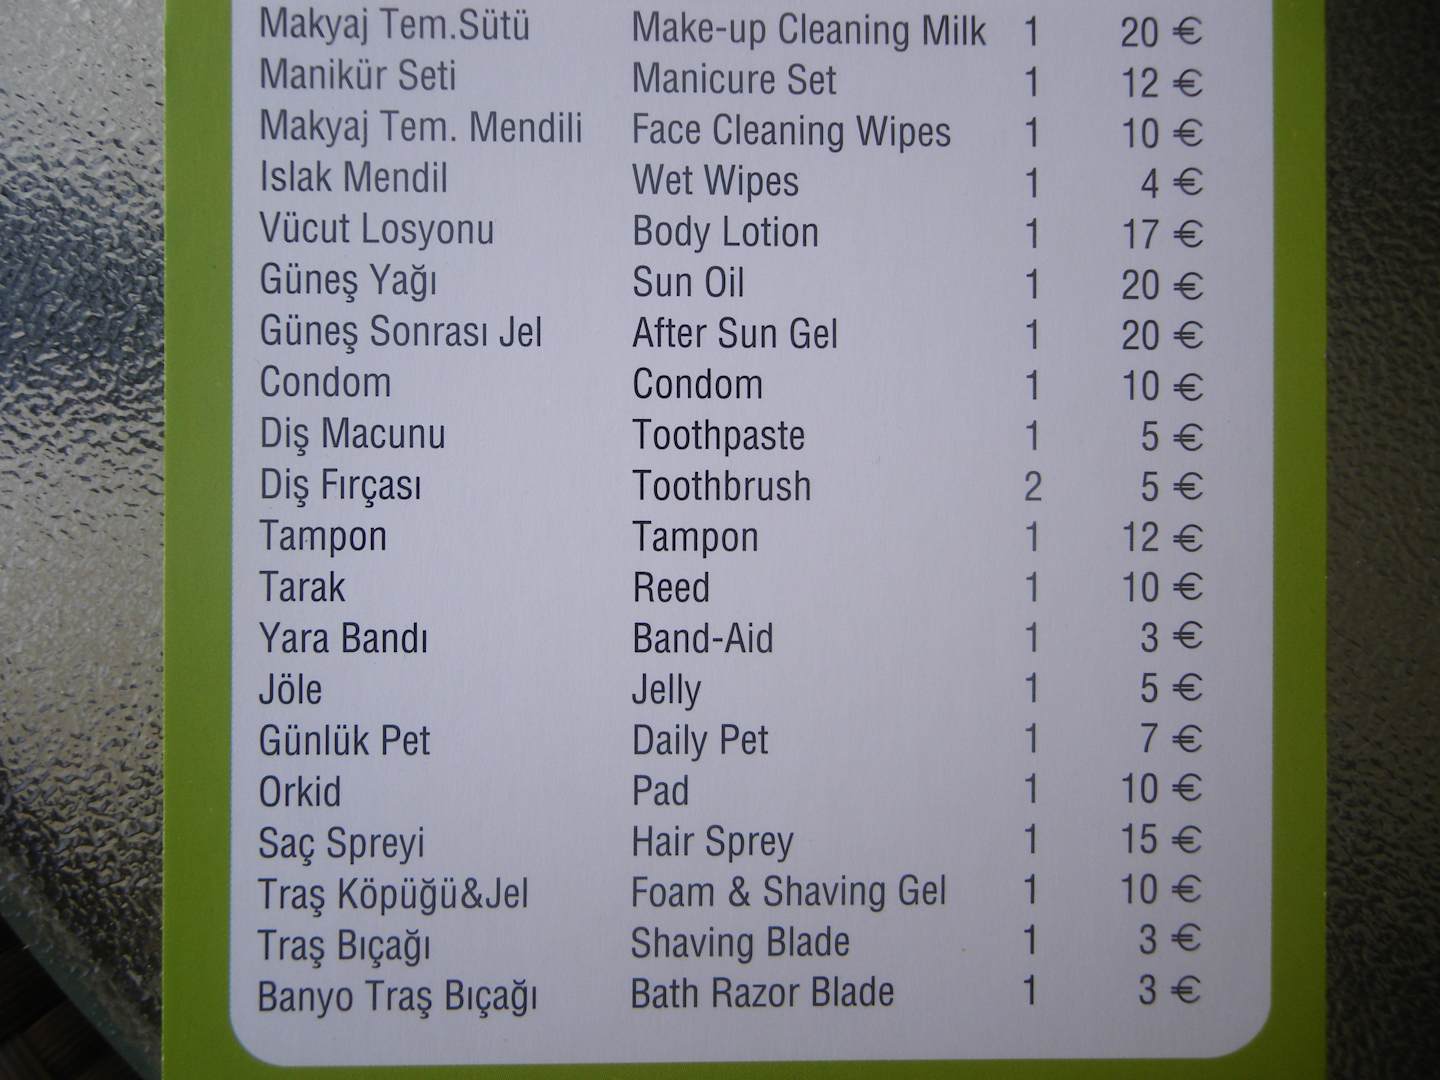 Makyaj Tem.Sütü Make-up Cleaning Milk 1 20 €
Manikür Seti Manicure Set 1 12 €
Makyaj Tem. Mendili Face Cleaning Wipes 1 10 €
Islak Mendil Wet Wipes 1 4 €
Vücut Losyonu Body Lotion 1 17 €
Güneş Yağı Sun Oil 1 20 €
Güneş Sonrası Jel After Sun Gel 1 20 €
Condom Condom 1 10 €
Diş Macunu Toothpaste 1 5 €
Diş Fırçası Toothbrush 2 5 €
Tampon Tampon 1 12 €
Tarak Reed 1 10 €
Yara Bandı Band-Aid 1 3 €
Jöle Jelly 1 5 €
Günlük Pet Daily Pet 1 7 €
Orkid Pad 1 10 €
Saç Spreyi Hair Sprey 1 15 €
Traş Köpüğü&Jel Foam & Shaving Gel 1 10 €
Traş Bıçağı Shaving Blade 1 3 €
Banyo Traş Bıçağı Bath Razor Blade 1 3 €